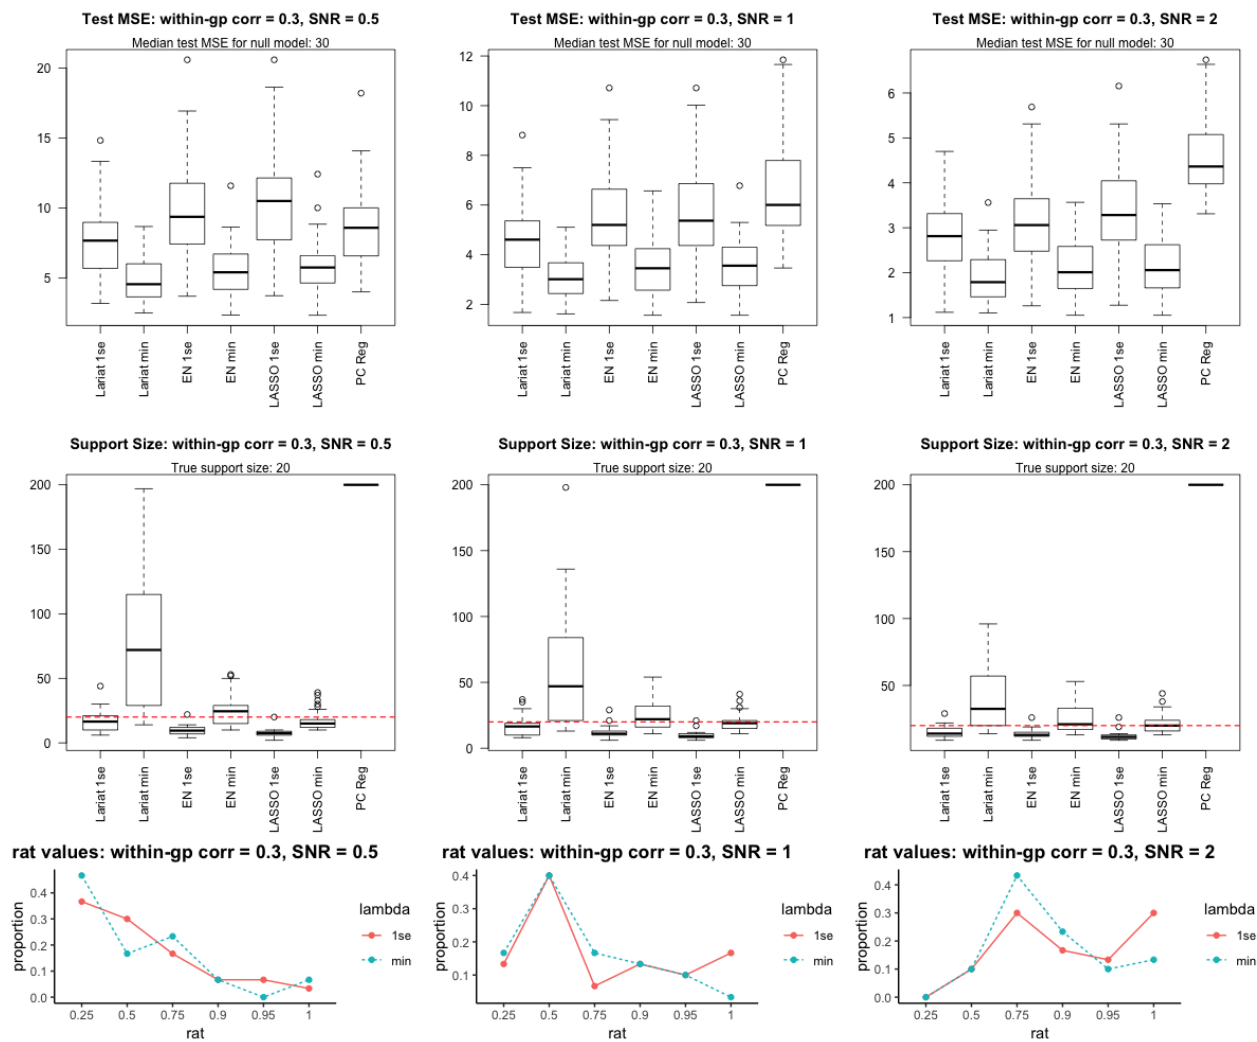 Test MSE: within-gp corr = 0.3, SNR = 0.5
Median test MSE for null model: 30
20
15
10
5
Lariat 1se
Lariat min
EN 1se
EN min
LASSO 1se
LASSO min
PC Reg
Test MSE: within-gp corr = 0.3, SNR = 1
Median test MSE for null model: 30
12
10
8
6
4
2
Lariat 1se
Lariat min
EN 1se
EN min
LASSO 1se
LASSO min
PC Reg
Test MSE: within-gp corr = 0.3, SNR = 2
Median test MSE for null model: 30
6
5
4
3
2
1
Lariat 1se
Lariat min
EN 1se
EN min
LASSO 1se
LASSO min
PC Reg
Support Size: within-gp corr = 0.3, SNR = 0.5
True support size: 20
200
150
100
50
0
Lariat 1se
Lariat min
EN 1se
EN min
LASSO 1se
LASSO min
PC Reg
Support Size: within-gp corr = 0.3, SNR = 1
True support size: 20
200
150
100
50
0
Lariat 1se
Lariat min
EN 1se
EN min
LASSO 1se
LASSO min
PC Reg
Support Size: within-gp corr = 0.3, SNR = 2
True support size: 20
200
150
100
50
Lariat 1se
Lariat min
EN 1se
EN min
LASSO 1se
LASSO min
PC Reg
rat values: within-gp corr = 0.3, SNR = 0.5
proportion
0.4
0.3
0.2
0.1
0.0
0.25 0.5 0.75 0.9 0.95 1
rat
lambda
1se
min
rat values: within-gp corr = 0.3, SNR = 1
proportion
0.4
0.3
0.2
0.1
0.25 0.5 0.75 0.9 0.95 1
rat
lambda
1se
min
rat values: within-gp corr = 0.3, SNR = 2
proportion
0.4
0.3
0.2
0.1
0.0
0.25 0.5 0.75 0.9 0.95 1
rat
lambda
1se
min